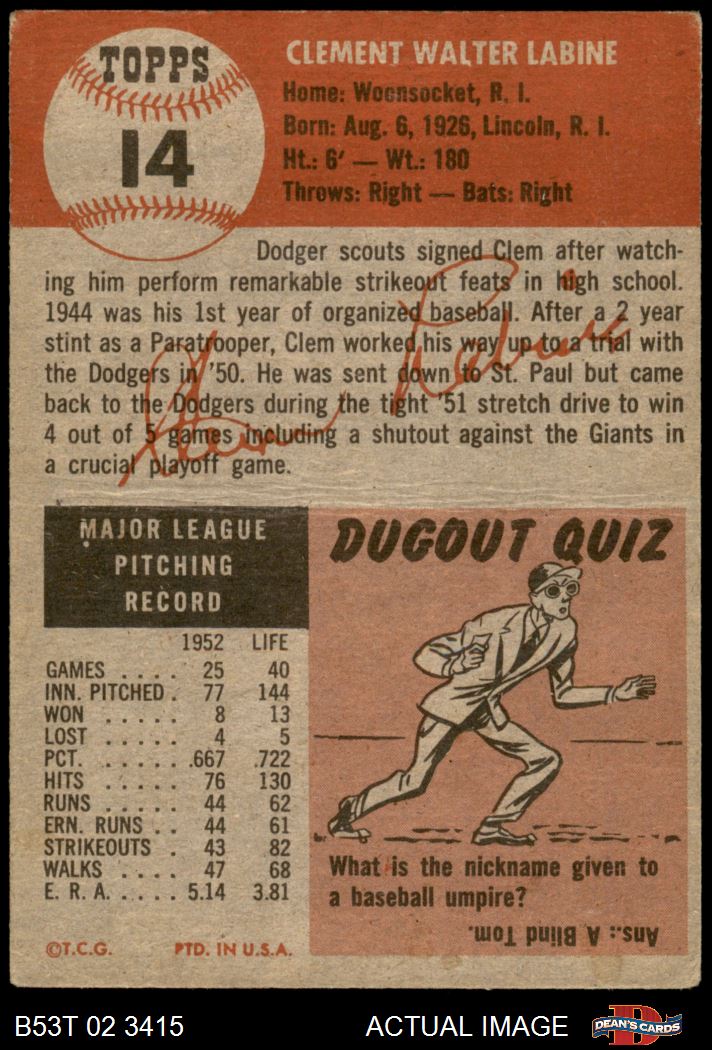 TOPPS
14
CLEMENT WALTER LABINE
Home: Woonsocket, R. I.
Born: Aug. 6, 1926, Lincoln, R. I.
Ht.: 6' — Wt.: 180
Throws: Right — Bats: Right
Dodger scouts signed Clem after watch-
ing him perform remarkable strikeout feats in high school.
1944 was his 1st year of organized baseball. After a 2 year
stint as a Paratrooper, Clem worked his way up to a trial with
the Dodgers in '50. He was sent down to St. Paul but came
back to the Dodgers during the tight '51 stretch drive to win
4 out of 5 games including a shutout against the Giants in
a crucial playoff game.
Clem Labine
MAJOR LEAGUE
PITCHING
RECORD
1952 LIFE
GAMES .... 25 40
INN. PITCHED . 77 144
WON ..... 8 13
LOST ..... 4 5
PCT. ..... .667 .722
HITS ..... 76 130
RUNS ..... 44 62
ERN. RUNS .. 44 61
STRIKEOUTS . 43 82
WALKS .... 47 68
E. R. A. ..... 5.14 3.81
©T.C.G. PTD. IN U.S.A.
DUGOUT QUIZ
What is the nickname given to
a baseball umpire?
Ans.: A Blind Tom.
B53T 02 3415 ACTUAL IMAGE
DEAN'S CARDS